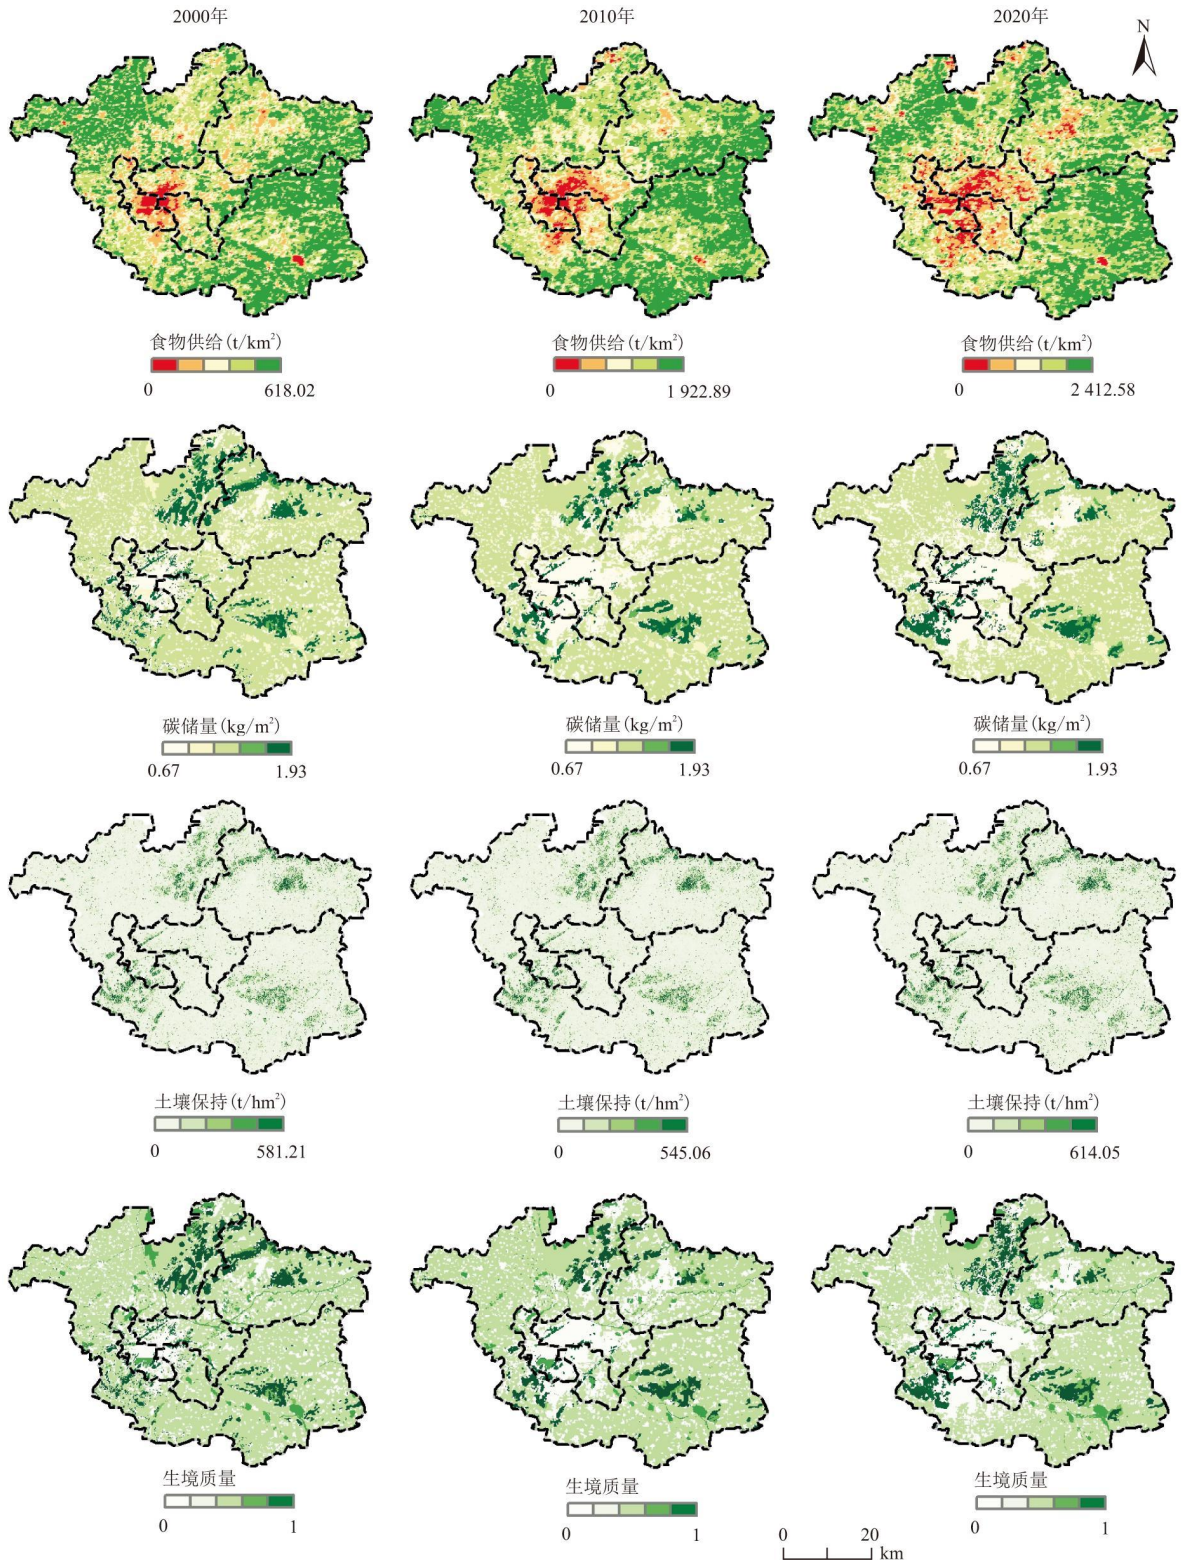 2000年 2010年 2020年
N
食物供给(t/km²) 食物供给(t/km²) 食物供给(t/km²)
0 618.02 0 1 922.89 0 2 412.58
碳储量(kg/m²) 碳储量(kg/m²) 碳储量(kg/m²)
0.67 1.93 0.67 1.93 0.67 1.93
土壤保持(t/hm²) 土壤保持(t/hm²) 土壤保持(t/hm²)
0 581.21 0 545.06 0 614.05
生境质量 生境质量 生境质量
0 1 0 1 0 1
0 20
km